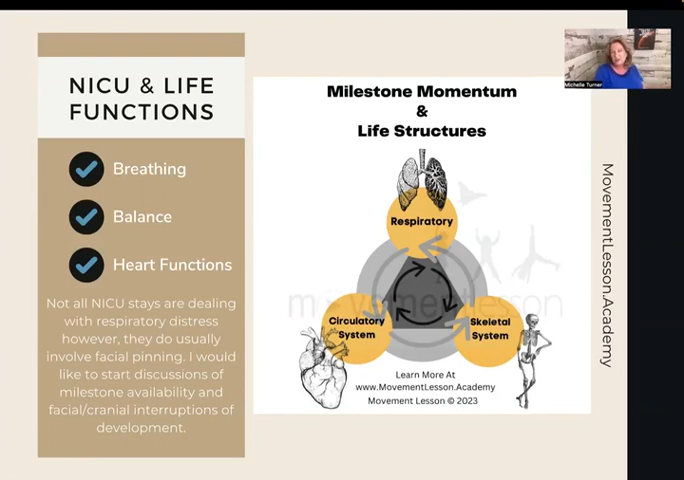 NICU & LIFE
FUNCTIONS
Breathing
Balance
Heart Functions
Not all NICU stays are dealing
with respiratory distress
however, they do usually
involve facial pinning. I would
like to start discussions of
milestone availability and
facial/cranial interruptions of
development.
Milestone Momentum
&
Life Structures
Respiratory
movement lesson
Circulatory
System
Skeletal
System
Learn More At
www.MovementLesson.Academy
Movement Lesson © 2023
Michelle Turner
MovementLesson.Academy